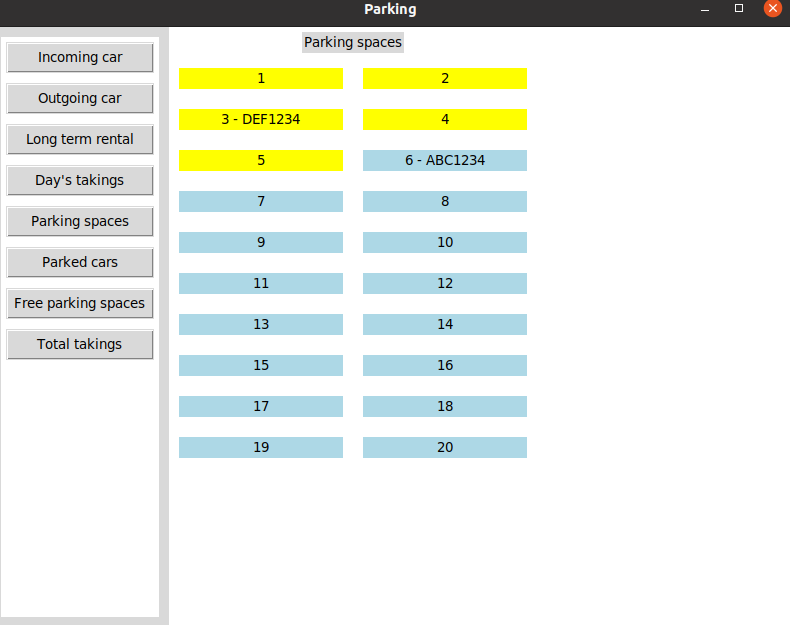 Parking
Incoming car
Outgoing car
Long term rental
Day's takings
Parking spaces
Parked cars
Free parking spaces
Total takings
Parking spaces
1 2
3 - DEF1234 4
5 6 - ABC1234
7 8
9 10
11 12
13 14
15 16
17 18
19 20